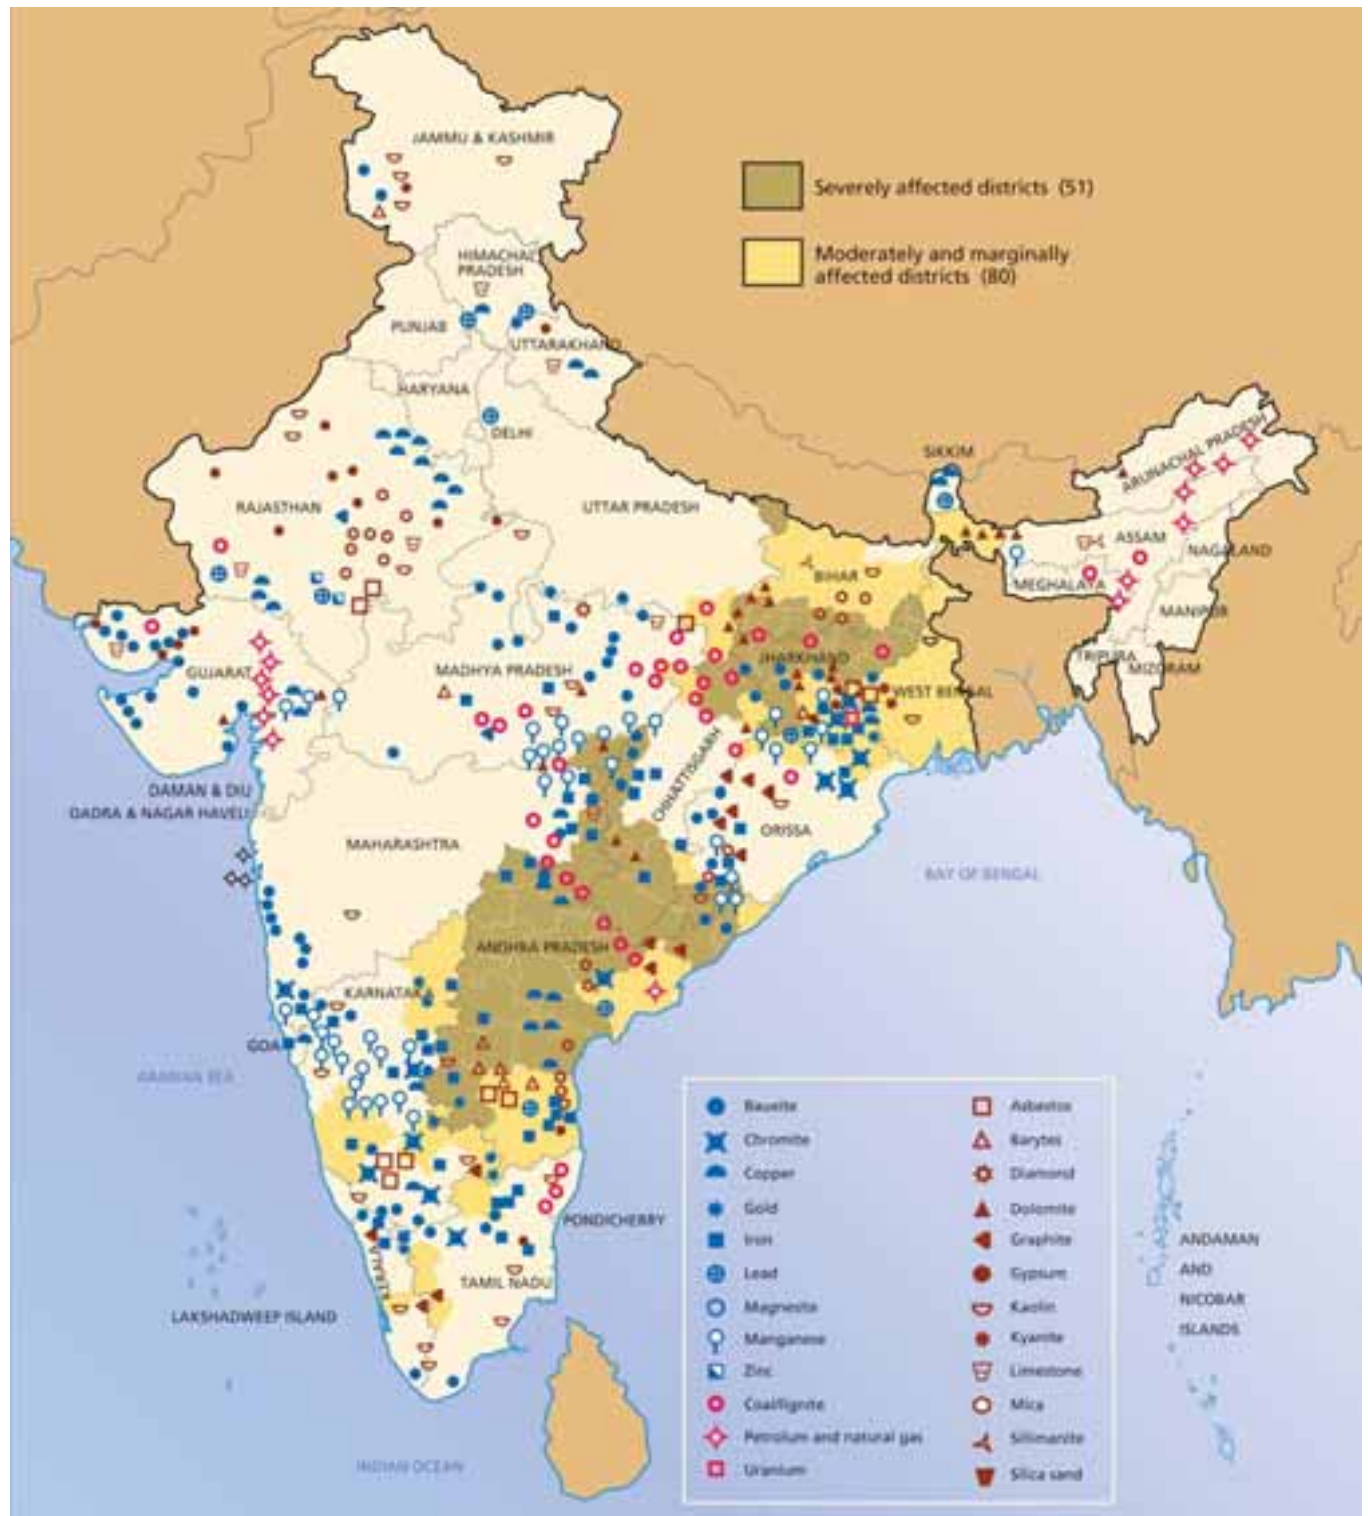 JAMMU & KASHMIR
Severely affected districts (51)
HIMACHAL
PRADESH
Moderately and marginally
affected districts (80)
PUNJAB
UTTARAKHAND
HARYANA
DELHI
SIKKIM
ARUNACHAL PRADESH
RAJASTHAN
UTTAR PRADESH
ASSAM
NAGALAND
BIHAR
MEGHALAYA
MANIPUR
GUJARAT
MADHYA PRADESH
JHARKHAND
TRIPURA
MIZORAM
WEST BENGAL
CHHATTISGARH
DAMAN & DIU
DADRA & NAGAR HAVELI
MAHARASHTRA
ORISSA
BAY OF BENGAL
ANDHRA PRADESH
KARNATAKA
GOA
ARABIAN SEA
PONDICHERRY
KERALA
TAMIL NADU
LAKSHADWEEP ISLAND
INDIAN OCEAN
Bauxite
Chromite
Copper
Gold
Iron
Lead
Magnesite
Manganese
Zinc
Coal/lignite
Petrolum and natural gas
Uranium
Asbestos
Barytes
Diamond
Dolomite
Graphite
Gypsum
Kaolin
Kyanite
Limestone
Mica
Sillimanite
Silica sand
ANDAMAN
AND
NICOBAR
ISLANDS